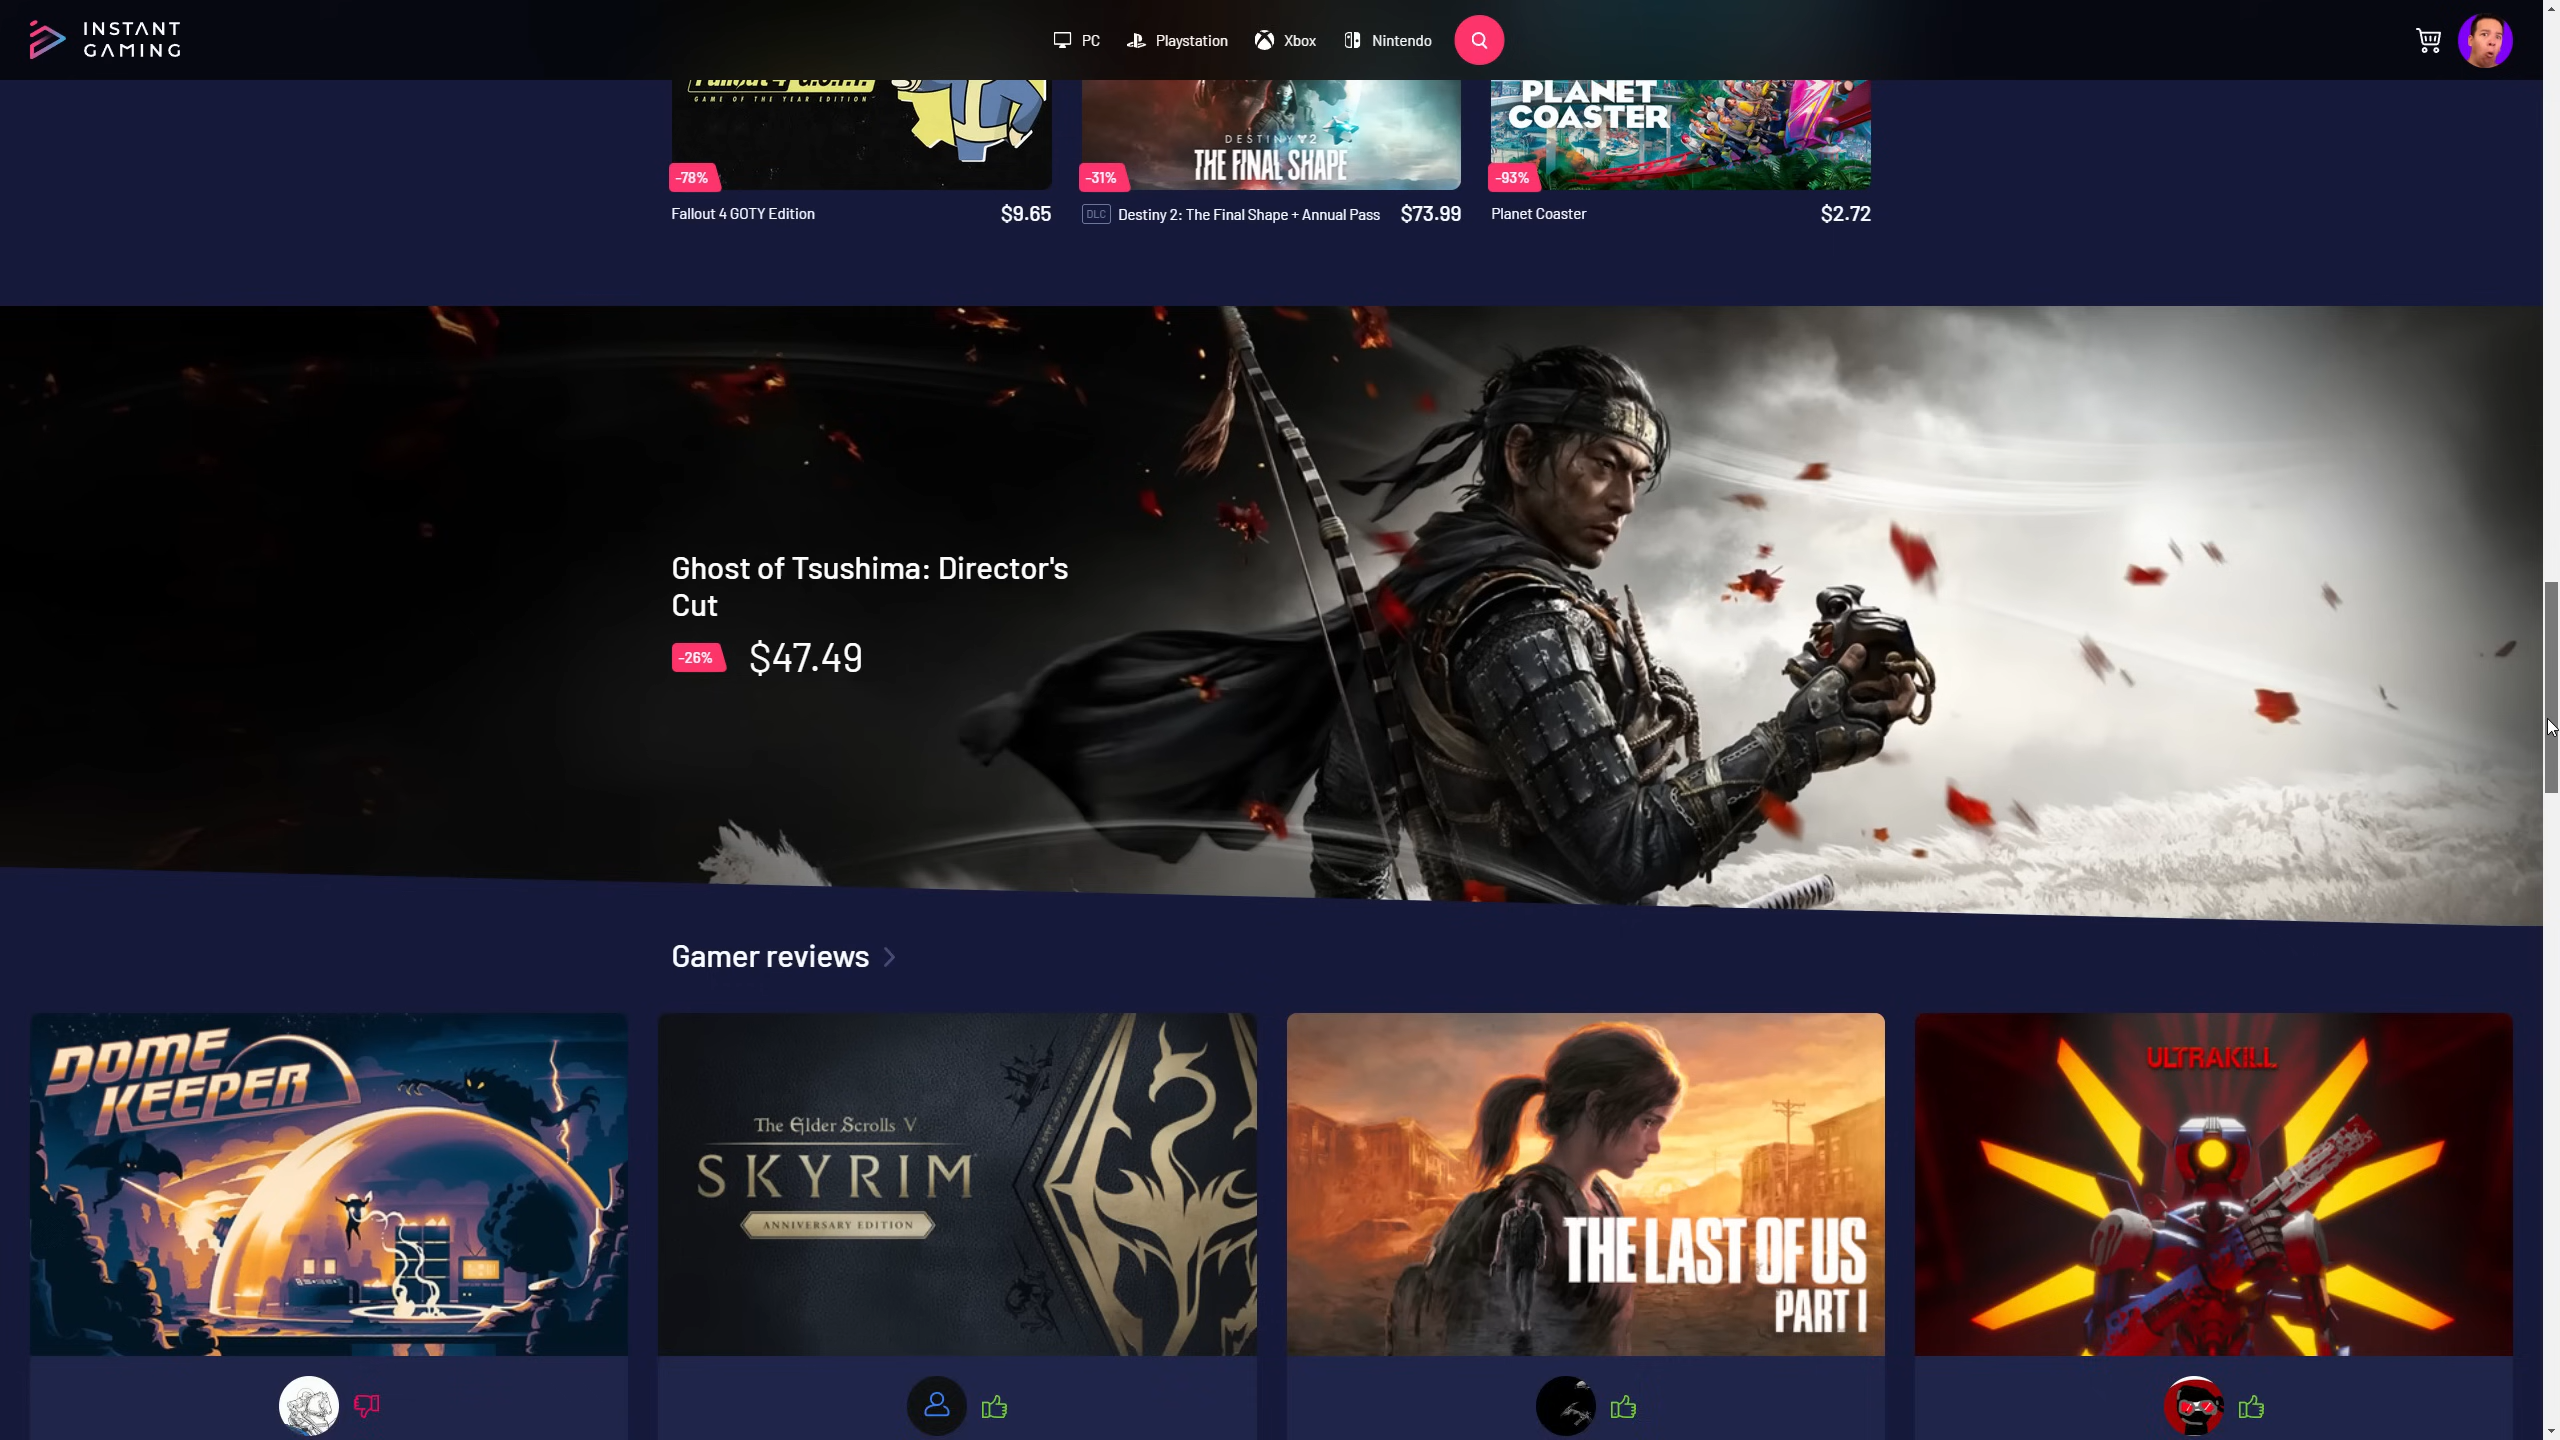 INSTANT
GAMING
PC
Playstation
Xbox
Nintendo
GAME OF THE YEAR EDITION
DESTINY 2
THE FINAL SHAPE
PLANET
COASTER
-78%
-31%
-93%
Fallout 4 GOTY Edition
$9.65
DLC
Destiny 2: The Final Shape + Annual Pass
$73.99
Planet Coaster
$2.72
Ghost of Tsushima: Director's
Cut
-26%
$47.49
Gamer reviews
DOME
KEEPER
The Elder Scrolls V
SKYRIM
ANNIVERSARY EDITION
THE LAST OF US
PART I
ULTRAKILL